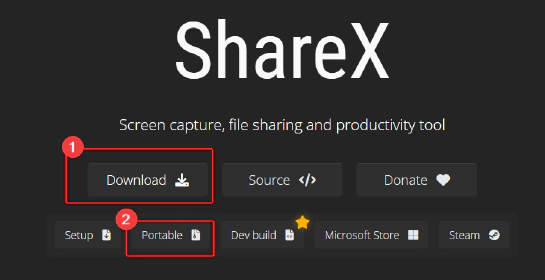 ShareX
Screen capture, file sharing and productivity tool
1
Download Source </> Donate
2
Setup Portable Dev build Microsoft Store Steam